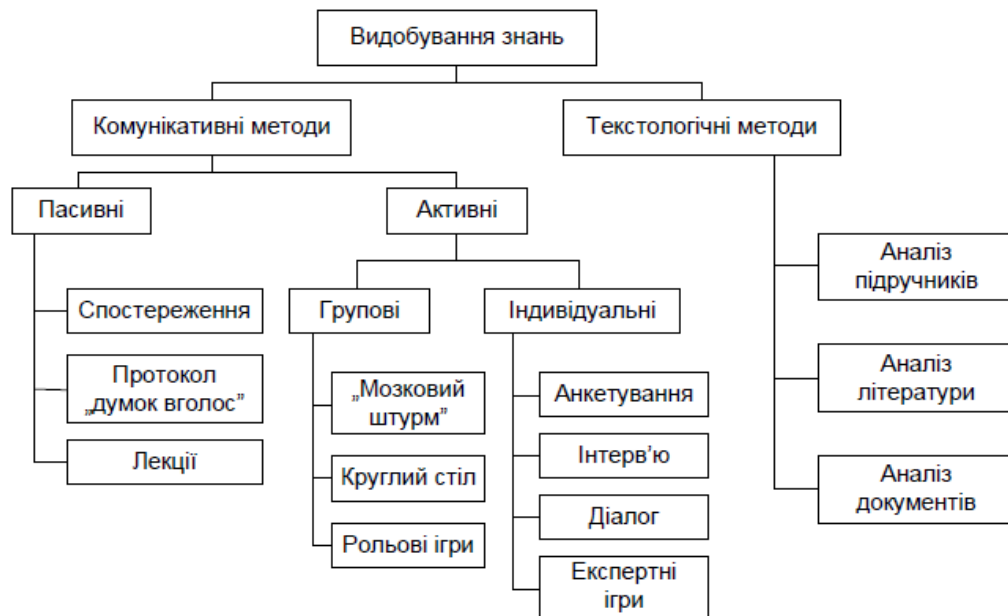 Видобування знань
Комунікативні методи
Текстологічні методи
Пасивні
Активні
Спостереження
Протокол
„думок вголос”
Лекції
Групові
Індивідуальні
„Мозковий
штурм”
Круглий стіл
Рольові ігри
Анкетування
Інтерв’ю
Діалог
Експертні
ігри
Аналіз
підручників
Аналіз
літератури
Аналіз
документів